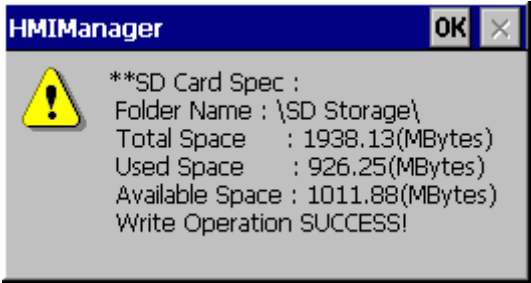 HMIManager OK
**SD Card Spec :
Folder Name : \SD Storage\
Total Space : 1938.13(MBytes)
Used Space : 926.25(MBytes)
Available Space : 1011.88(MBytes)
Write Operation SUCCESS!